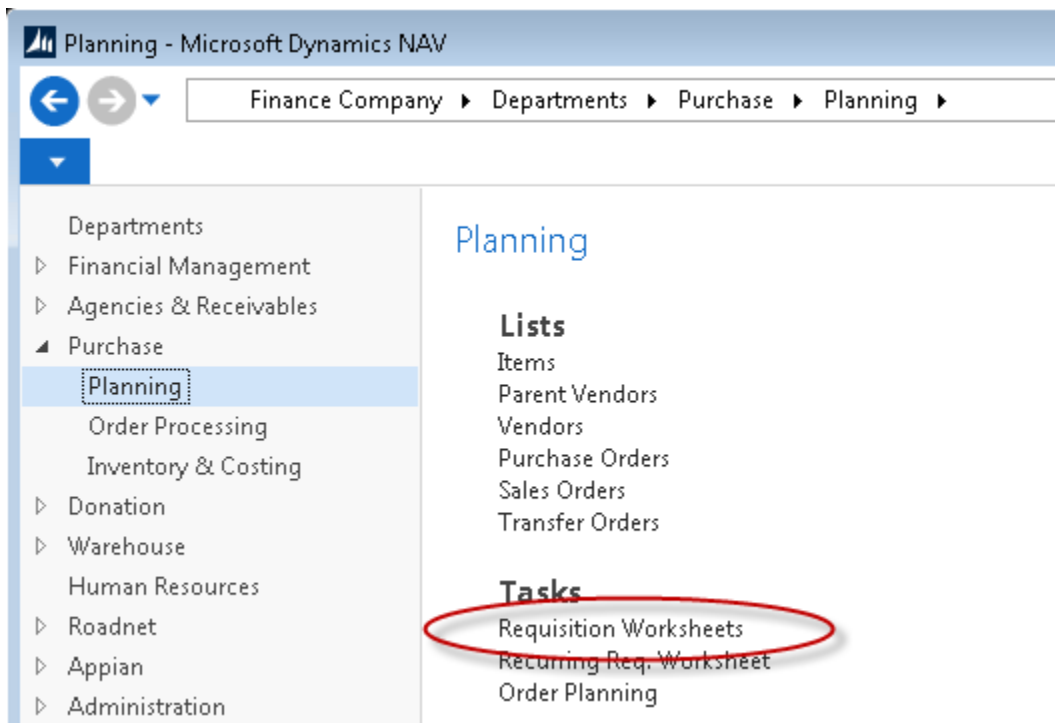 Planning - Microsoft Dynamics NAV
Finance Company ▸ Departments ▸ Purchase ▸ Planning ▸
Departments
Financial Management
Agencies & Receivables
Purchase
Planning
Order Processing
Inventory & Costing
Donation
Warehouse
Human Resources
Roadnet
Appian
Administration
Planning
Lists
Items
Parent Vendors
Vendors
Purchase Orders
Sales Orders
Transfer Orders
Tasks
Requisition Worksheets
Recurring Req. Worksheet
Order Planning